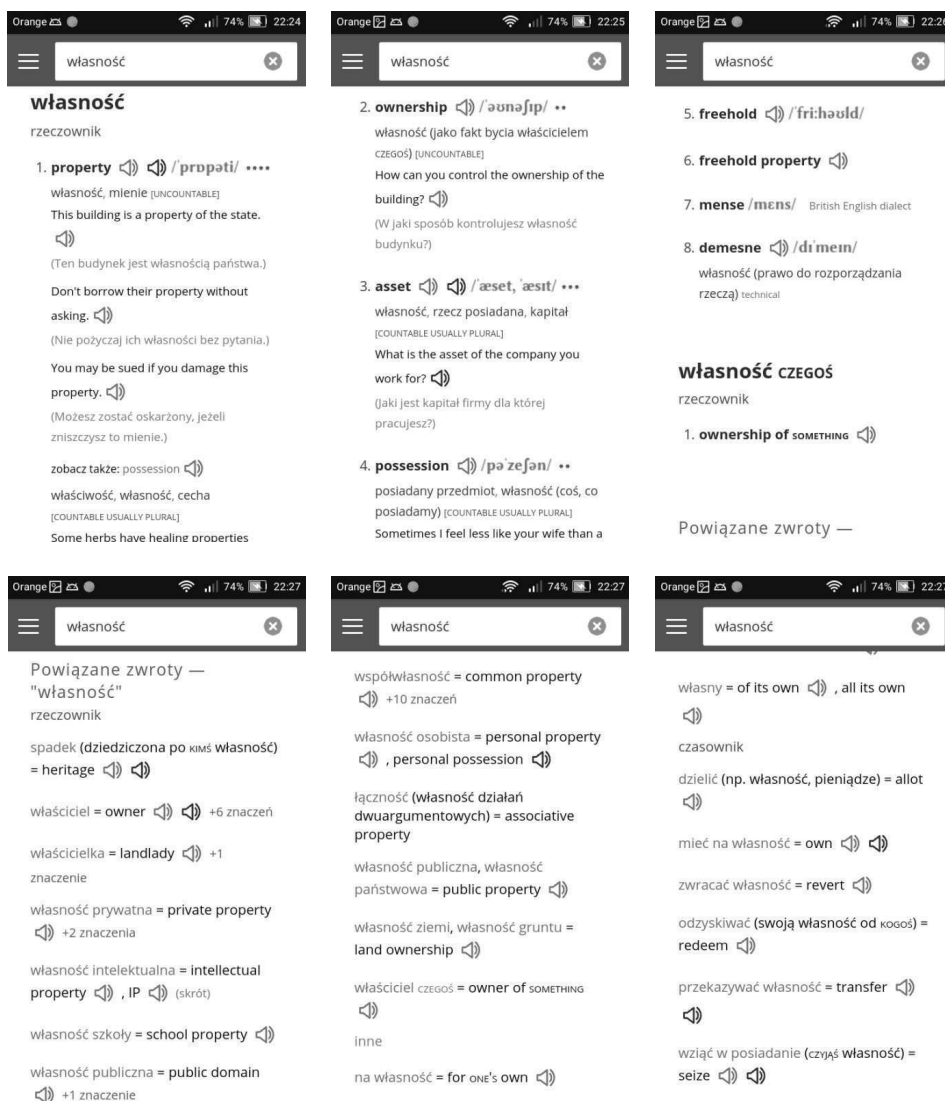 Orange 74% 22:24
własność
własność
rzeczownik
1. property /ˈprɒpəti/ ••••
własność, mienie [UNCOUNTABLE]
This building is a property of the state.
(Ten budynek jest własnością państwa.)
Don't borrow their property without
asking.
(Nie pożyczaj ich własności bez pytania.)
You may be sued if you damage this
property.
(Możesz zostać oskarżony, jeżeli
zniszczysz to mienie.)
zobacz także: possession
właściwość, własność, cecha
[COUNTABLE USUALLY PLURAL]
Some herbs have healing properties
Orange 74% 22:25
własność
2. ownership /ˈəʊnəʃɪp/ ••
własność (jako fakt bycia właścicielem
CZEGOŚ) [UNCOUNTABLE]
How can you control the ownership of the
building?
(W jaki sposób kontrolujesz własność
budynku?)
3. asset /ˈæset, ˈæsɪt/ •••
własność, rzecz posiadana, kapitał
[COUNTABLE USUALLY PLURAL]
What is the asset of the company you
work for?
(Jaki jest kapitał firmy dla której
pracujesz?)
4. possession /pəˈzeʃən/ ••
posiadany przedmiot, własność (coś, co
posiadamy) [COUNTABLE USUALLY PLURAL]
Sometimes I feel less like your wife than a
Orange 74% 22:26
własność
5. freehold /ˈfriːhəʊld/
6. freehold property
7. mense /mɛns/ British English dialect
8. demesne /dɪˈmeɪn/
własność (prawo do rozporządzania
rzeczą) technical
własność CZEGOŚ
rzeczownik
1. ownership of SOMETHING
Powiązane zwroty —
Orange 74% 22:27
własność
Powiązane zwroty —
"własność"
rzeczownik
spadek (dziedziczona po KIMŚ własność)
= heritage
właściciel = owner +6 znaczeń
właścicielka = landlady +1
znaczenie
własność prywatna = private property
+2 znaczenia
własność intelektualna = intellectual
property , IP (skrót)
własność szkoły = school property
własność publiczna = public domain
+1 znaczenie
Orange 74% 22:27
własność
współwłasność = common property
+10 znaczeń
własność osobista = personal property
, personal possession
łączność (własność działań
dwuargumentowych) = associative
property
własność publiczna, własność
państwowa = public property
własność ziemi, własność gruntu =
land ownership
właściciel CZEGOŚ = owner of SOMETHING
inne
na własność = for ONE'S own
Orange 74% 22:27
własność
własny = of its own , all its own
czasownik
dzielić (np. własność, pieniądze) = allot
mieć na własność = own
zwracać własność = revert
odzyskiwać (swoją własność od KOGOŚ) =
redeem
przekazywać własność = transfer
wziąć w posiadanie (CZYJĄŚ własność) =
seize